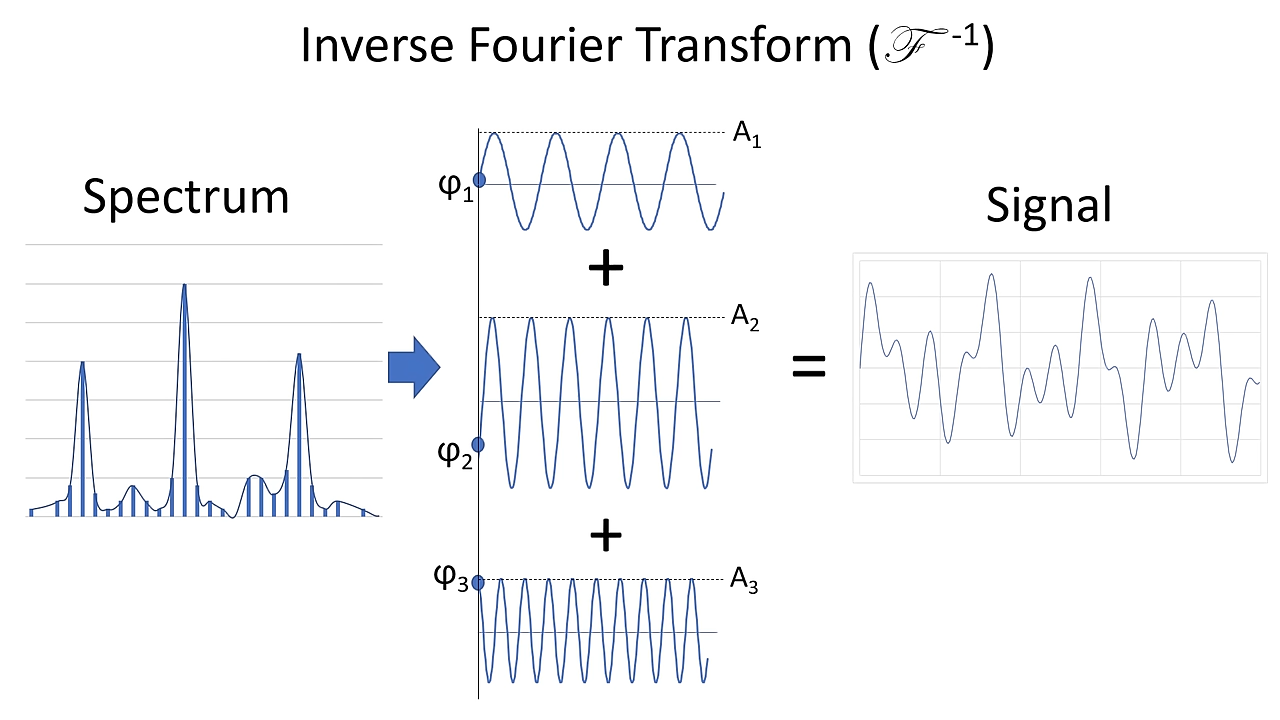 Inverse Fourier Transform (ℱ⁻¹)
Spectrum
A₁
φ₁
+
A₂
φ₂
+
φ₃
A₃
=
Signal